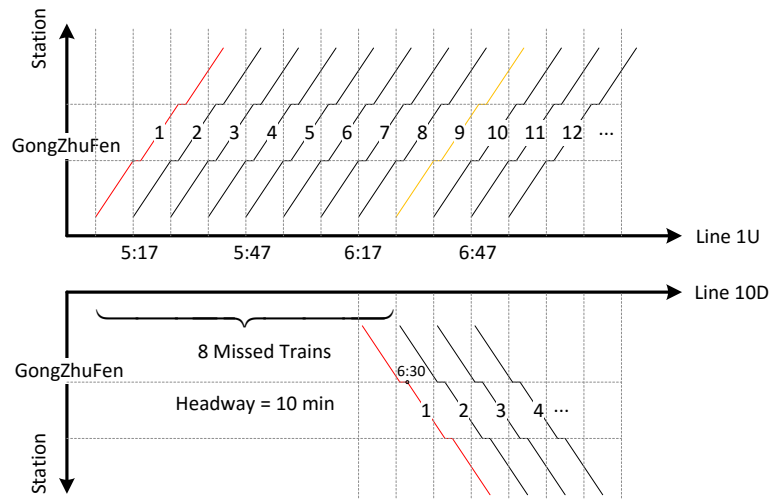 Station
1 2 3 4 5 6 7 8 9 10 11 12 ...
GongZhuFen
Line 1U
5:17 5:47 6:17 6:47
Line 10D
8 Missed Trains
GongZhuFen
6:30
Headway = 10 min
1 2 3 4 ...
Station